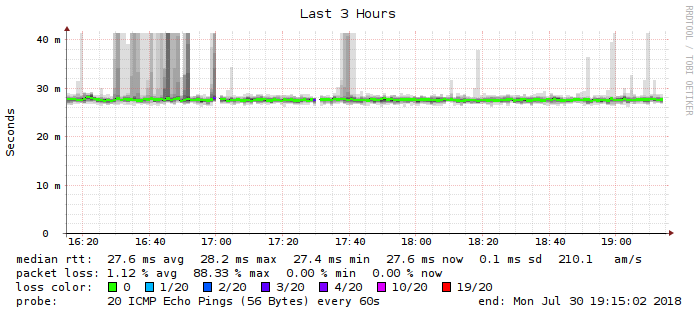 Last 3 Hours
RRDTOOL / TOBI OETIKER
Seconds
40 m
30 m
20 m
10 m
0
16:20 16:40 17:00 17:20 17:40 18:00 18:20 18:40 19:00
median rtt: 27.6 ms avg 28.2 ms max 27.4 ms min 27.6 ms now 0.1 ms sd 210.1 am/s
packet loss: 1.12 % avg 88.33 % max 0.00 % min 0.00 % now
loss color: 0 1/20 2/20 3/20 4/20 10/20 19/20
probe: 20 ICMP Echo Pings (56 Bytes) every 60s end: Mon Jul 30 19:15:02 2018